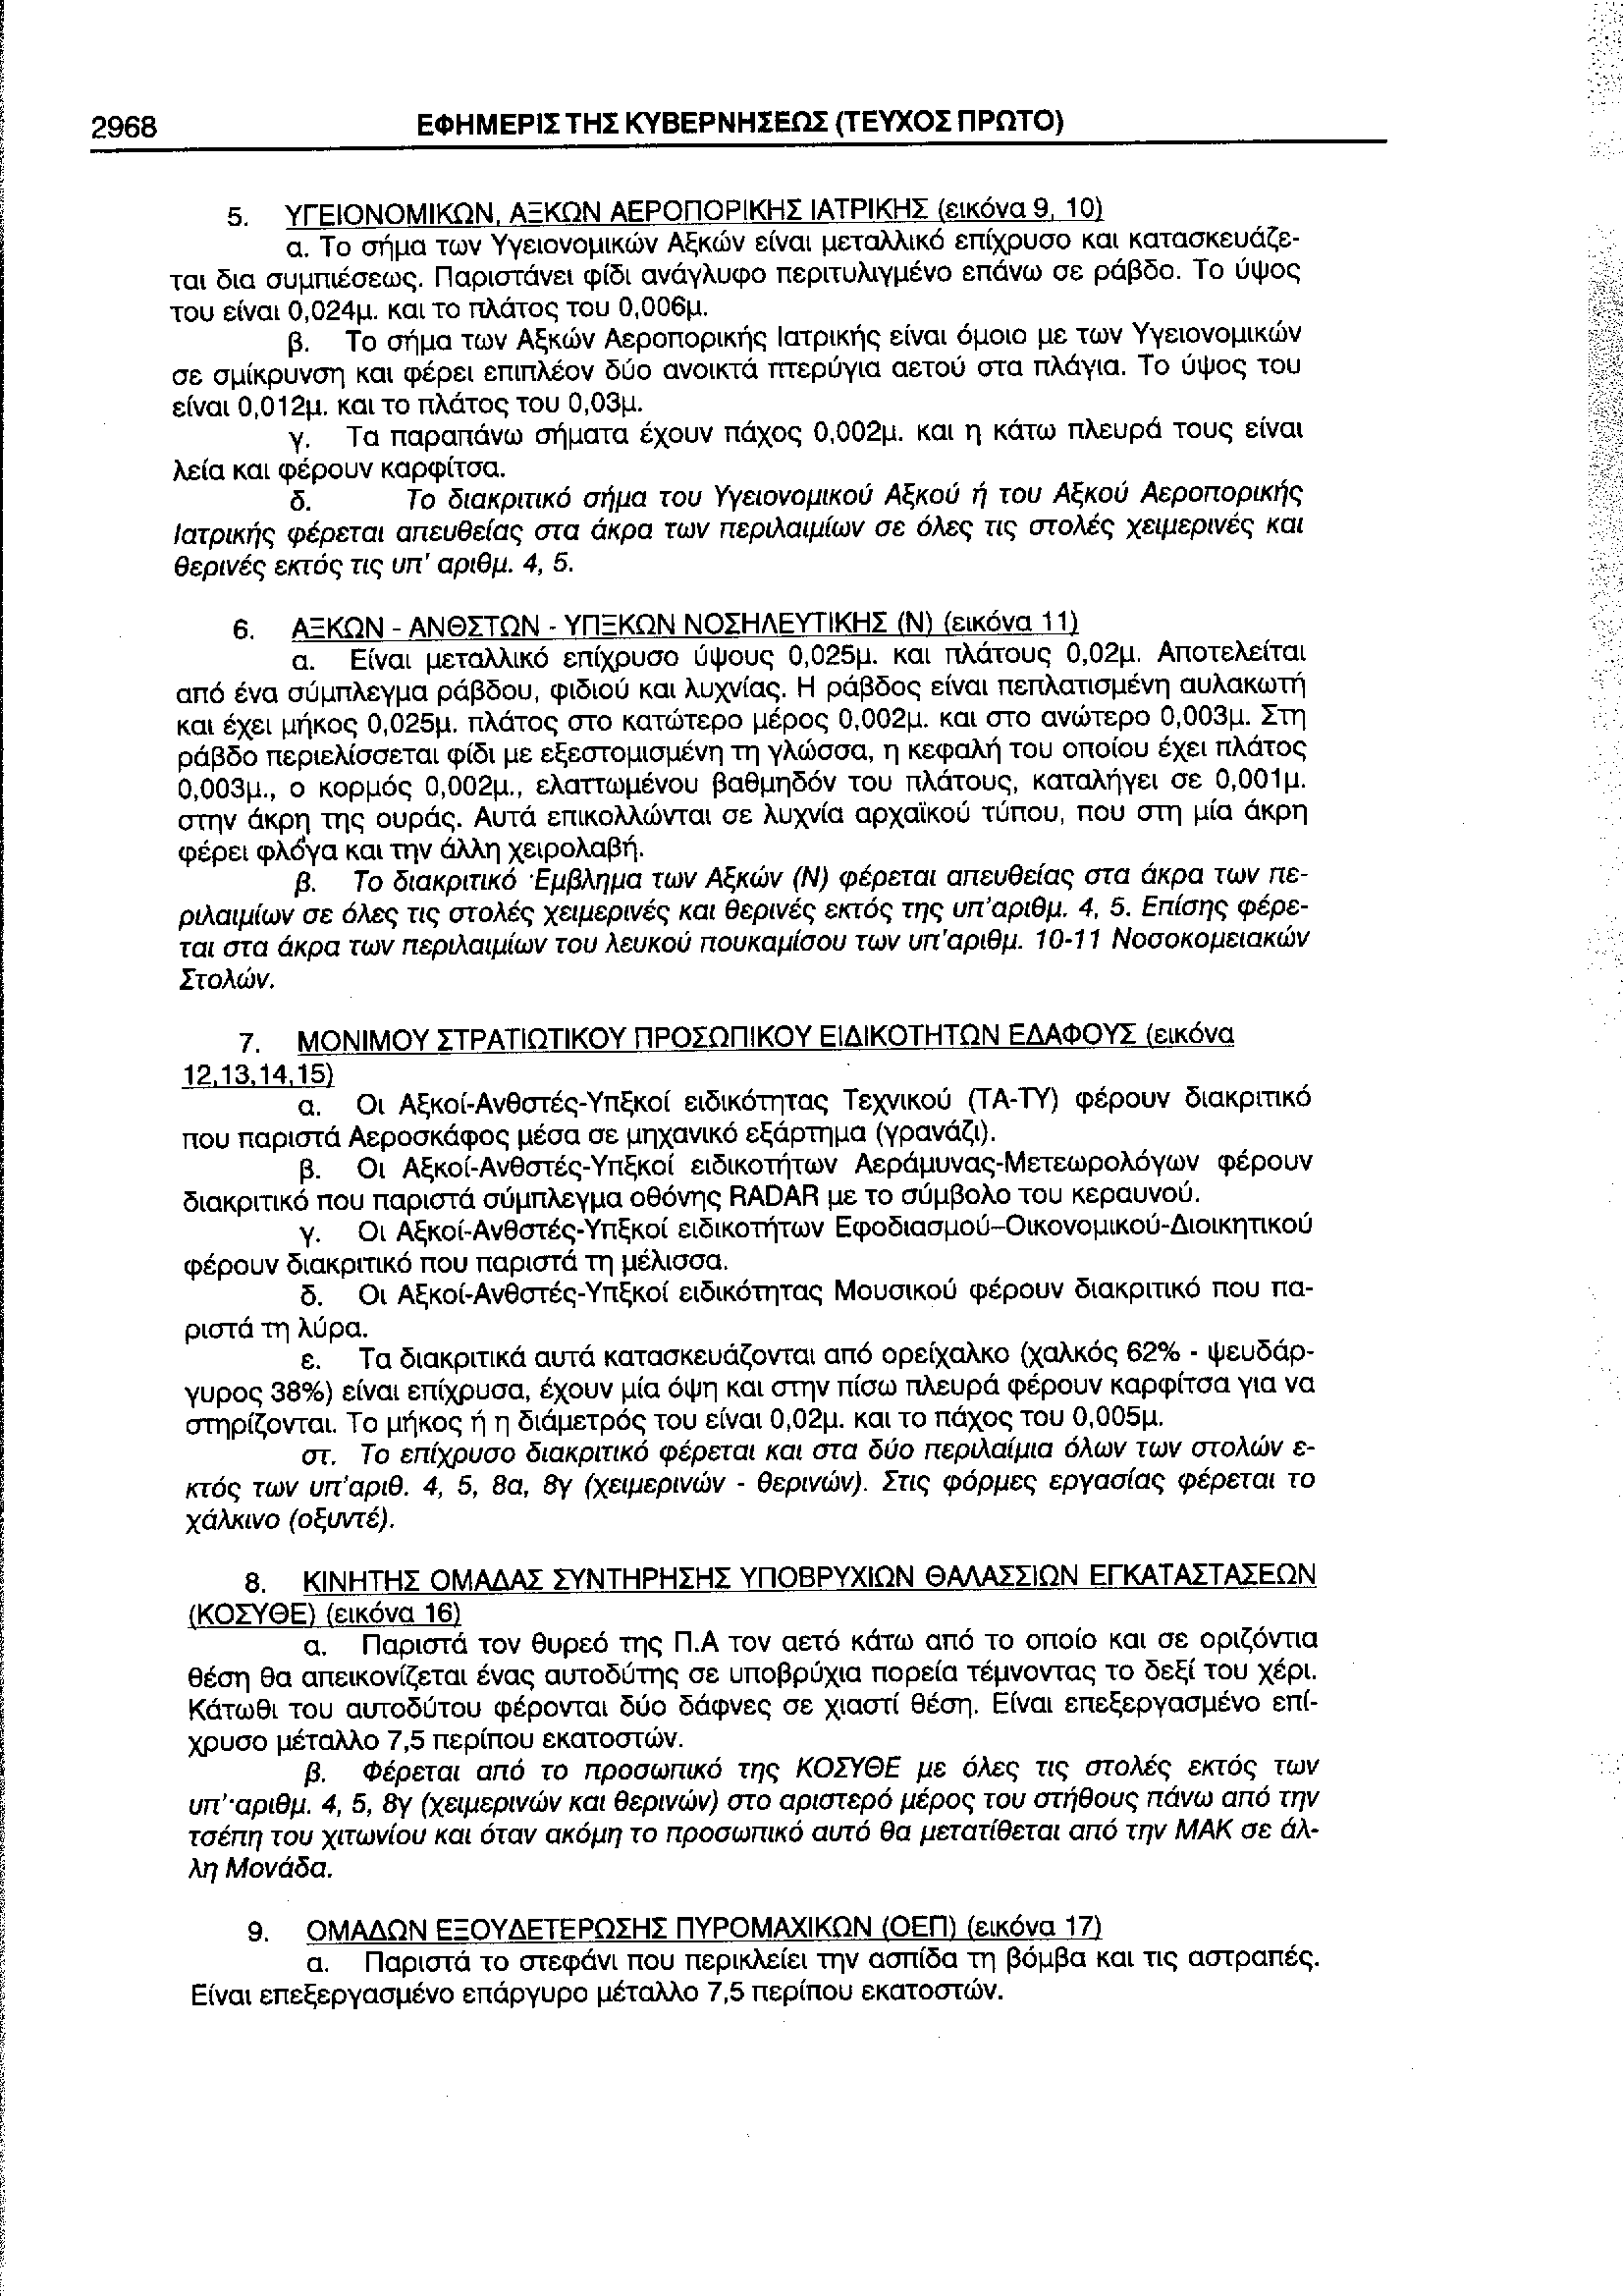 2968
ΕΦΗΜΕΡΙΣ ΤΗΣ ΚΥΒΕΡΝΗΣΕΩΣ (ΤΕΥΧΟΣ ΠΡΩΤΟ)
5. ΥΓΕΙΟΝΟΜΙΚΩΝ, ΑΞΚΩΝ ΑΕΡΟΠΟΡΙΚΗΣ ΙΑΤΡΙΚΗΣ (εικόνα 9, 10)
α. Το σήμα των Υγειονομικών Αξκών είναι μεταλλικό επίχρυσο και κατασκευάζε-
ται δια συμπιέσεως. Παριστάνει φίδι ανάγλυφο περιτυλιγμένο επάνω σε ράβδο. Το ύψος
του είναι 0,024μ. και το πλάτος του 0,006μ.
β. Το σήμα των Αξκών Αεροπορικής Ιατρικής είναι όμοιο με των Υγειονομικών
σε σμίκρυνση και φέρει επιπλέον δύο ανοικτά πτερύγια αετού στα πλάγια. Το ύψος του
είναι 0,012μ. και το πλάτος του 0,03μ.
γ. Τα παραπάνω σήματα έχουν πάχος 0,002μ. και η κάτω πλευρά τους είναι
λεία και φέρουν καρφίτσα.
δ. Το διακριτικό σήμα του Υγειονομικού Αξκού ή του Αξκού Αεροπορικής
Ιατρικής φέρεται απευθείας στα άκρα των περιλαιμίων σε όλες τις στολές χειμερινές και
θερινές εκτός τις υπ' αριθμ. 4, 5.
6. ΑΞΚΩΝ - ΑΝΘΣΤΩΝ - ΥΠΞΚΩΝ ΝΟΣΗΛΕΥΤΙΚΗΣ (Ν) (εικόνα 11)
α. Είναι μεταλλικό επίχρυσο ύψους 0,025μ. και πλάτους 0,02μ. Αποτελείται
από ένα σύμπλεγμα ράβδου, φιδιού και λυχνίας. Η ράβδος είναι πεπλατισμένη αυλακωτή
και έχει μήκος 0,025μ. πλάτος στο κατώτερο μέρος 0,002μ. και στο ανώτερο 0,003μ. Στη
ράβδο περιελίσσεται φίδι με εξεστομισμένη τη γλώσσα, η κεφαλή του οποίου έχει πλάτος
0,003μ., ο κορμός 0,002μ., ελαττωμένου βαθμηδόν του πλάτους, καταλήγει σε 0,001μ.
στην άκρη της ουράς. Αυτά επικολλώνται σε λυχνία αρχαϊκού τύπου, που στη μία άκρη
φέρει φλόγα και την άλλη χειρολαβή.
β. Το διακριτικό Έμβλημα των Αξκών (Ν) φέρεται απευθείας στα άκρα των πε-
ριλαιμίων σε όλες τις στολές χειμερινές και θερινές εκτός της υπ'αριθμ. 4, 5. Επίσης φέρε-
ται στα άκρα των περιλαιμίων του λευκού πουκαμίσου των υπ'αριθμ. 10-11 Νοσοκομειακών
Στολών.
7. ΜΟΝΙΜΟΥ ΣΤΡΑΤΙΩΤΙΚΟΥ ΠΡΟΣΩΠΙΚΟΥ ΕΙΔΙΚΟΤΗΤΩΝ ΕΔΑΦΟΥΣ (εικόνα
12,13,14,15)
α. Οι Αξκοί-Ανθστές-Υπξκοί ειδικότητας Τεχνικού (ΤΑ-ΤΥ) φέρουν διακριτικό
που παριστά Αεροσκάφος μέσα σε μηχανικό εξάρτημα (γρανάζι).
β. Οι Αξκοί-Ανθστές-Υπξκοί ειδικοτήτων Αεράμυνας-Μετεωρολόγων φέρουν
διακριτικό που παριστά σύμπλεγμα οθόνης RADAR με το σύμβολο του κεραυνού.
γ. Οι Αξκοί-Ανθστές-Υπξκοί ειδικοτήτων Εφοδιασμού-Οικονομικού-Διοικητικού
φέρουν διακριτικό που παριστά τη μέλισσα.
δ. Οι Αξκοί-Ανθστές-Υπξκοί ειδικότητας Μουσικού φέρουν διακριτικό που πα-
ριστά τη λύρα.
ε. Τα διακριτικά αυτά κατασκευάζονται από ορείχαλκο (χαλκός 62% - ψευδάρ-
γυρος 38%) είναι επίχρυσα, έχουν μία όψη και στην πίσω πλευρά φέρουν καρφίτσα για να
στηρίζονται. Το μήκος ή η διάμετρός του είναι 0,02μ. και το πάχος του 0,005μ.
στ. Το επίχρυσο διακριτικό φέρεται και στα δύο περιλαίμια όλων των στολών ε-
κτός των υπ'αριθ. 4, 5, 8α, 8γ (χειμερινών - θερινών). Στις φόρμες εργασίας φέρεται το
χάλκινο (οξυντέ).
8. ΚΙΝΗΤΗΣ ΟΜΑΔΑΣ ΣΥΝΤΗΡΗΣΗΣ ΥΠΟΒΡΥΧΙΩΝ ΘΑΛΑΣΣΙΩΝ ΕΓΚΑΤΑΣΤΑΣΕΩΝ
(ΚΟΣΥΘΕ) (εικόνα 16)
α. Παριστά τον θυρεό της Π.Α τον αετό κάτω από το οποίο και σε οριζόντια
θέση θα απεικονίζεται ένας αυτοδύτης σε υποβρύχια πορεία τέμνοντας το δεξί του χέρι.
Κάτωθι του αυτοδύτου φέρονται δύο δάφνες σε χιαστί θέση. Είναι επεξεργασμένο επί-
χρυσο μέταλλο 7,5 περίπου εκατοστών.
β. Φέρεται από το προσωπικό της ΚΟΣΥΘΕ με όλες τις στολές εκτός των
υπ'·αριθμ. 4, 5, 8γ (χειμερινών και θερινών) στο αριστερό μέρος του στήθους πάνω από την
τσέπη του χιτωνίου και όταν ακόμη το προσωπικό αυτό θα μετατίθεται από την ΜΑΚ σε άλ-
λη Μονάδα.
9. ΟΜΑΔΩΝ ΕΞΟΥΔΕΤΕΡΩΣΗΣ ΠΥΡΟΜΑΧΙΚΩΝ (ΟΕΠ) (εικόνα 17)
α. Παριστά το στεφάνι που περικλείει την ασπίδα τη βόμβα και τις αστραπές.
Είναι επεξεργασμένο επάργυρο μέταλλο 7,5 περίπου εκατοστών.